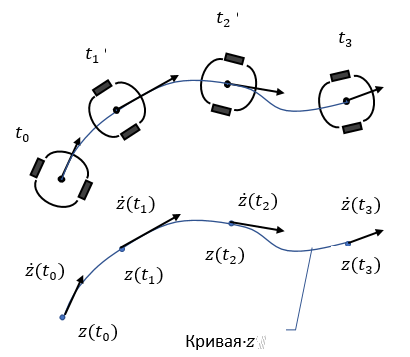 t₂ '
t₁ '
t₃
t₀
ż(t₁)
ż(t₂)
ż(t₃)
ż(t₀)
z(t₁)
z(t₂)
z(t₃)
z(t₀)
Кривая·z